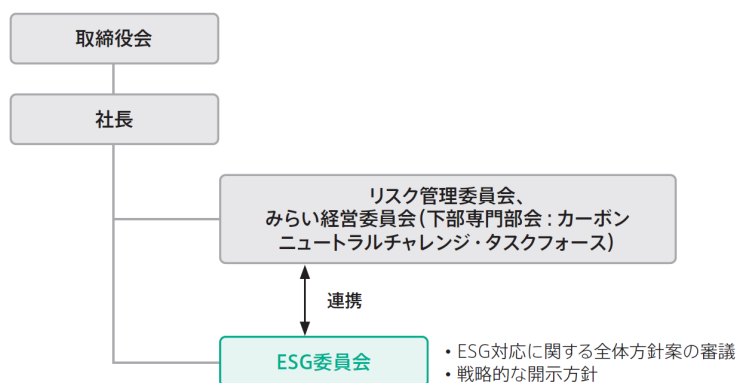 取締役会
社長
リスク管理委員会、
みらい経営委員会(下部専門部会:カーボン
ニュートラルチャレンジ・タスクフォース)
連携
ESG委員会
・ESG対応に関する全体方針案の審議
・戦略的な開示方針